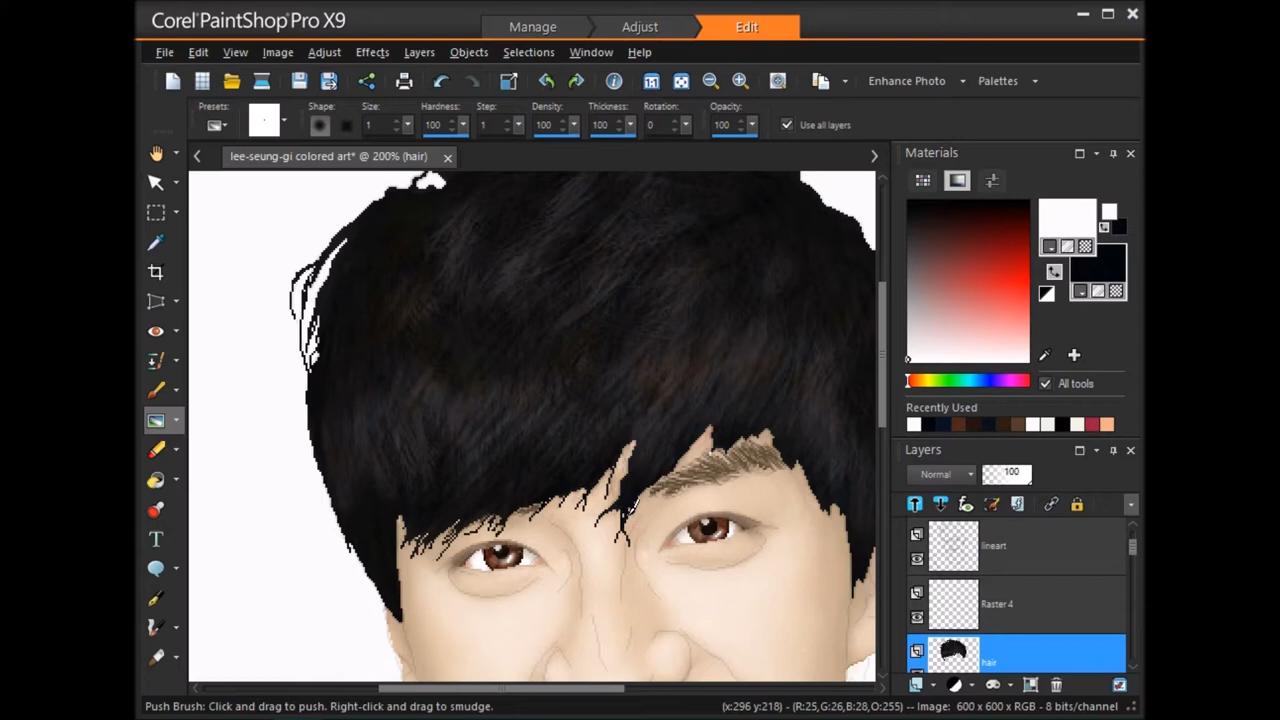 Corel PaintShop Pro X9
Manage
Adjust
Edit
File Edit View Image Adjust Effects Layers Objects Selections Window Help
Enhance Photo
Palettes
Presets:
Shape:
Size:
Hardness:
Step:
Density:
Thickness:
Rotation:
Opacity:
1
100
1
100
100
0
100
Use all layers
lee-seung-gi colored art* @ 200% (hair)
Materials
All tools
Recently Used
Layers
Normal
100
lineart
Raster 4
hair
Push Brush: Click and drag to push. Right-click and drag to smudge.
(x:296 y:218) - (R:25,G:26,B:28,O:255) -- Image: 600 x 600 x RGB - 8 bits/channel